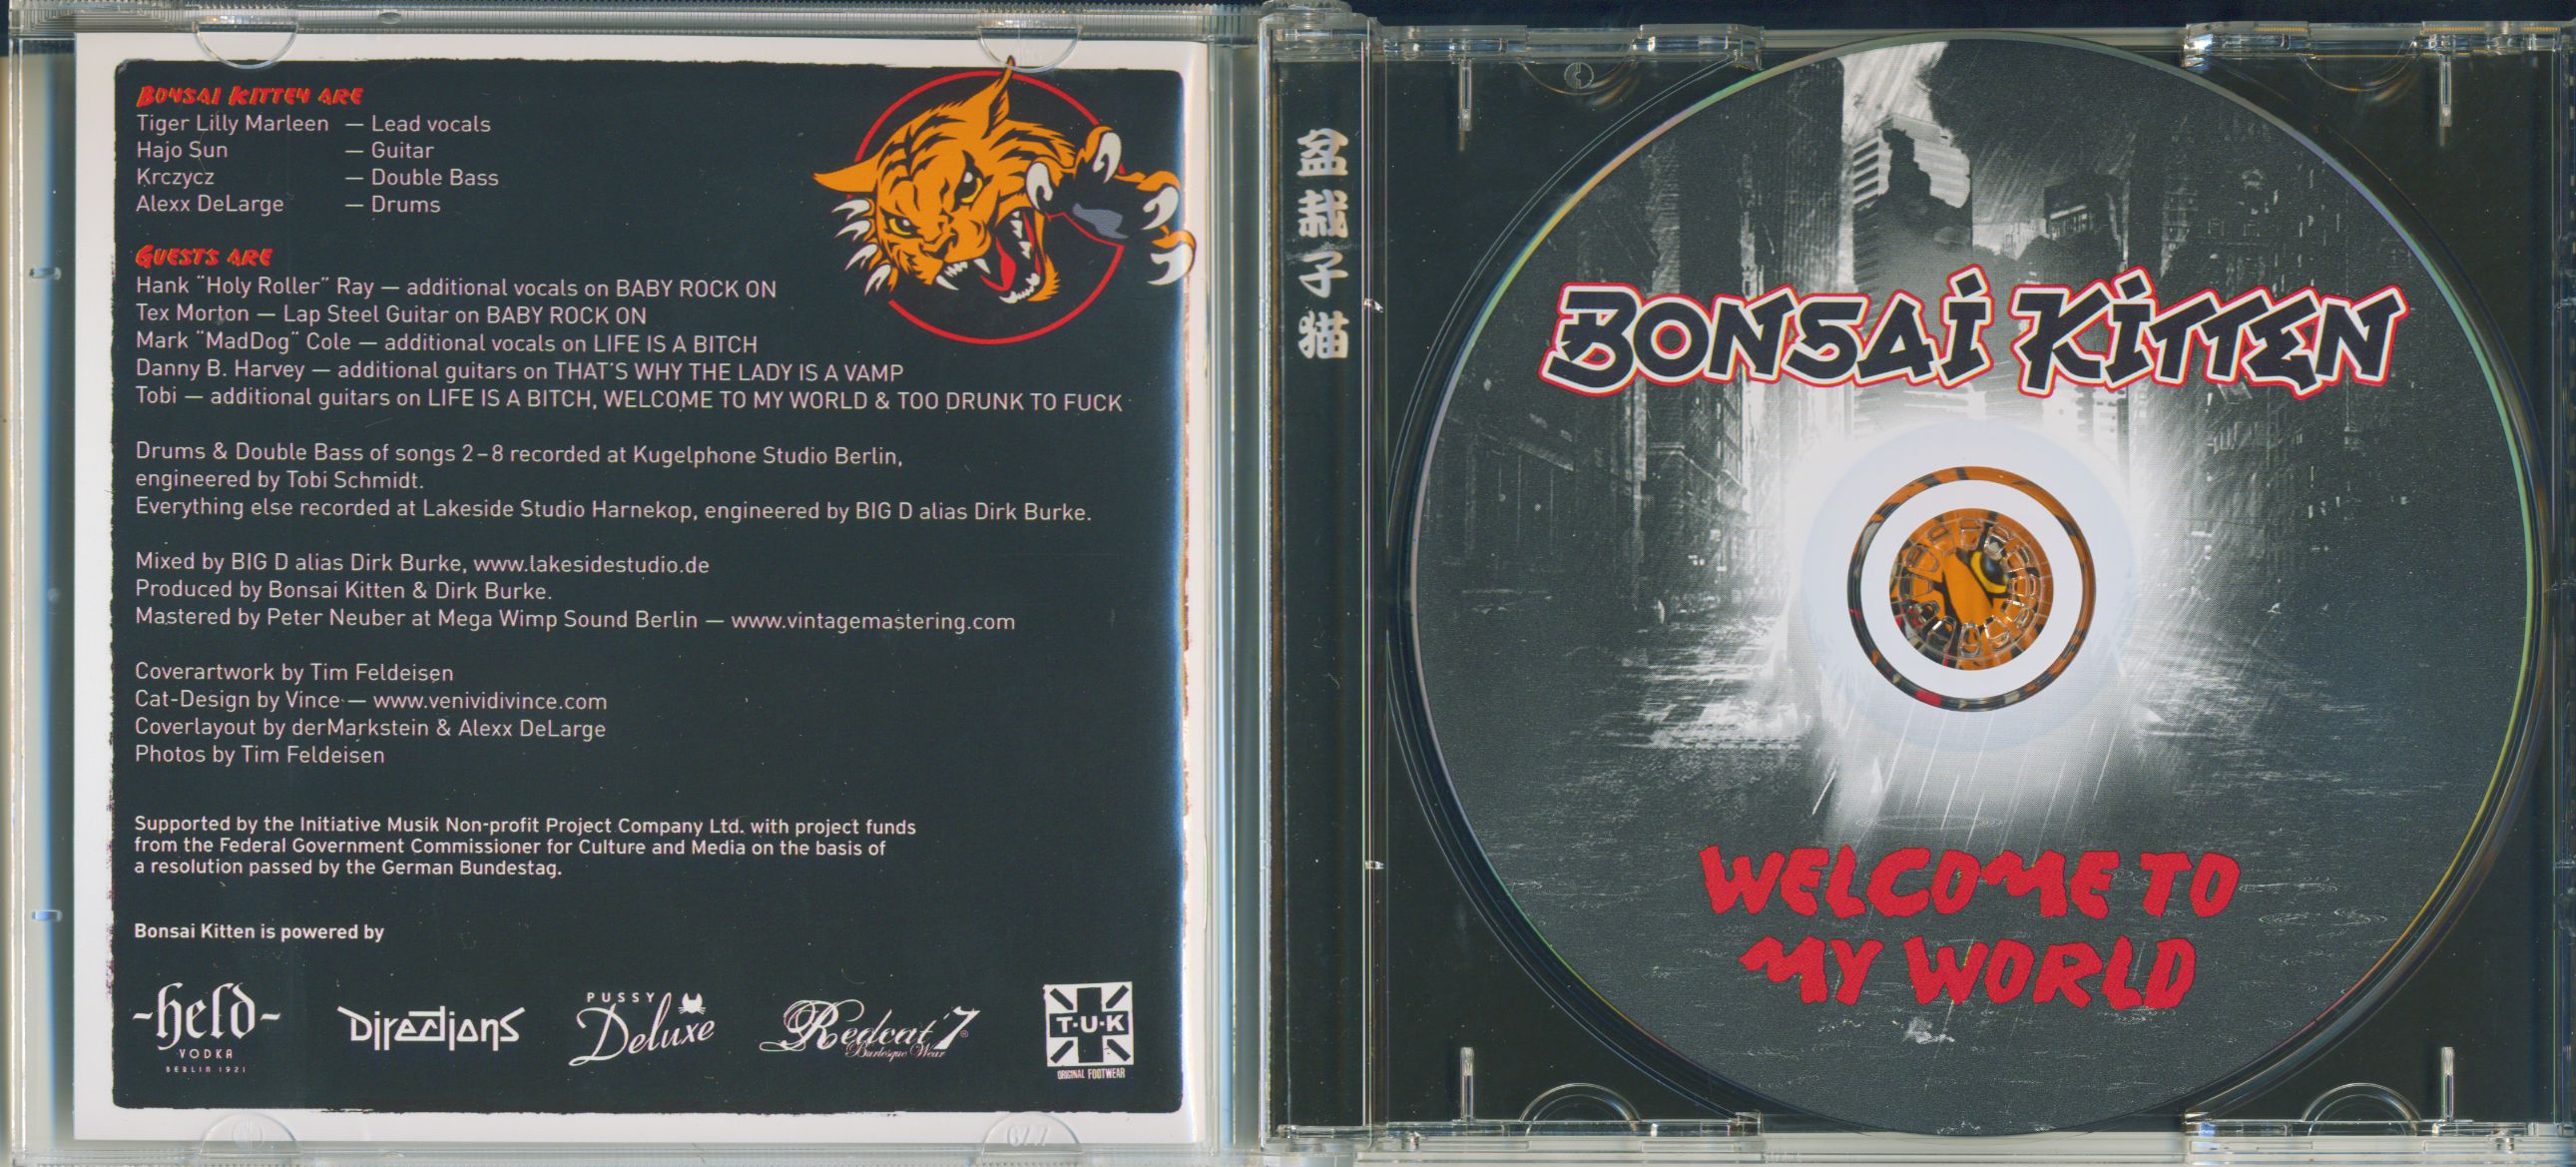 BONSAI KITTEN ARE
Tiger Lilly Marleen — Lead vocals
Hajo Sun — Guitar
Krczycz — Double Bass
Alexx DeLarge — Drums
GUESTS ARE
Hank "Holy Roller" Ray — additional vocals on BABY ROCK ON
Tex Morton — Lap Steel Guitar on BABY ROCK ON
Mark "MadDog" Cole — additional vocals on LIFE IS A BITCH
Danny B. Harvey — additional guitars on THAT'S WHY THE LADY IS A VAMP
Tobi — additional guitars on LIFE IS A BITCH, WELCOME TO MY WORLD & TOO DRUNK TO FUCK
Drums & Double Bass of songs 2–8 recorded at Kugelphone Studio Berlin,
engineered by Tobi Schmidt.
Everything else recorded at Lakeside Studio Harnekop, engineered by BIG D alias Dirk Burke.
Mixed by BIG D alias Dirk Burke, www.lakesidestudio.de
Produced by Bonsai Kitten & Dirk Burke.
Mastered by Peter Neuber at Mega Wimp Sound Berlin — www.vintagemastering.com
Coverartwork by Tim Feldeisen
Cat-Design by Vince — www.venividivince.com
Coverlayout by derMarkstein & Alexx DeLarge
Photos by Tim Feldeisen
Supported by the Initiative Musik Non-profit Project Company Ltd. with project funds
from the Federal Government Commissioner for Culture and Media on the basis of
a resolution passed by the German Bundestag.
Bonsai Kitten is powered by
-held-
VODKA
BERLIN 1921
Directions
PUSSY
Deluxe
Redcat'7
Burlesque Wear
T·U·K
ORIGINAL FOOTWEAR
盆栽子猫
BONSAI KITTEN
WELCOME TO
MY WORLD